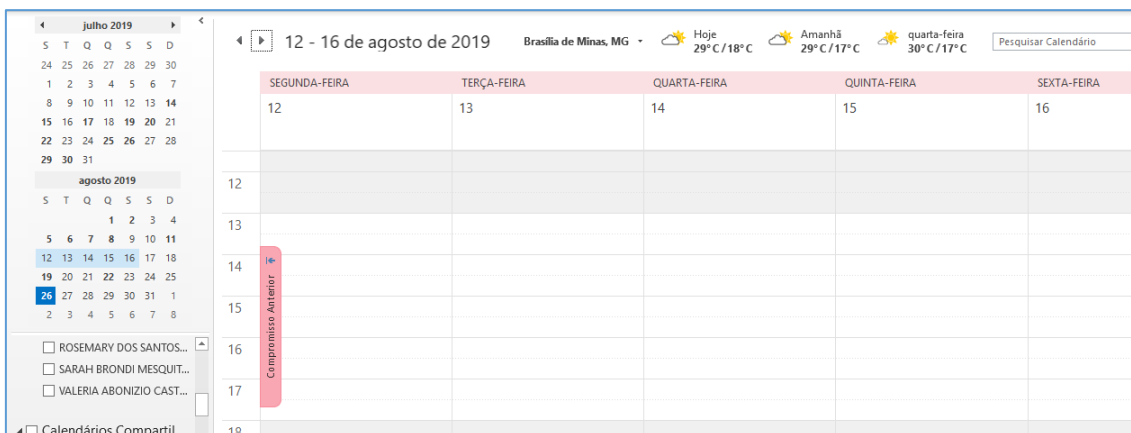 julho 2019
S T Q Q S S D
24 25 26 27 28 29 30
1 2 3 4 5 6 7
8 9 10 11 12 13 14
15 16 17 18 19 20 21
22 23 24 25 26 27 28
29 30 31
agosto 2019
S T Q Q S S D
1 2 3 4
5 6 7 8 9 10 11
12 13 14 15 16 17 18
19 20 21 22 23 24 25
26 27 28 29 30 31 1
2 3 4 5 6 7 8
ROSEMARY DOS SANTOS...
SARAH BRONDI MESQUIT...
VALERIA ABONIZIO CAST...
Calendários Compartil
12 - 16 de agosto de 2019
Brasília de Minas, MG
Hoje
29°C/18°C
Amanhã
29°C/17°C
quarta-feira
30°C/17°C
Pesquisar Calendário
SEGUNDA-FEIRA TERÇA-FEIRA QUARTA-FEIRA QUINTA-FEIRA SEXTA-FEIRA
12 13 14 15 16
12
13
14
15
16
17
18
Compromisso Anterior